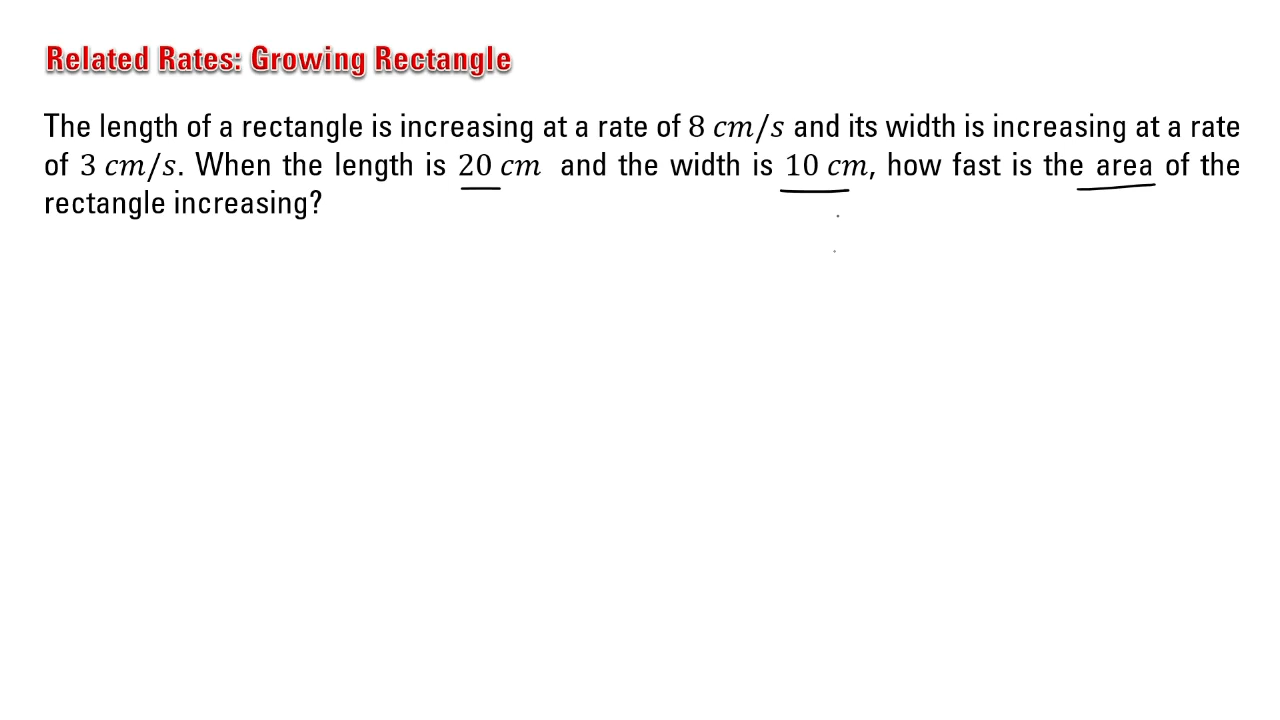 Related Rates: Growing Rectangle
The length of a rectangle is increasing at a rate of 8 cm/s and its width is increasing at a rate
of 3 cm/s. When the length is 20 cm and the width is 10 cm, how fast is the area of the
rectangle increasing?